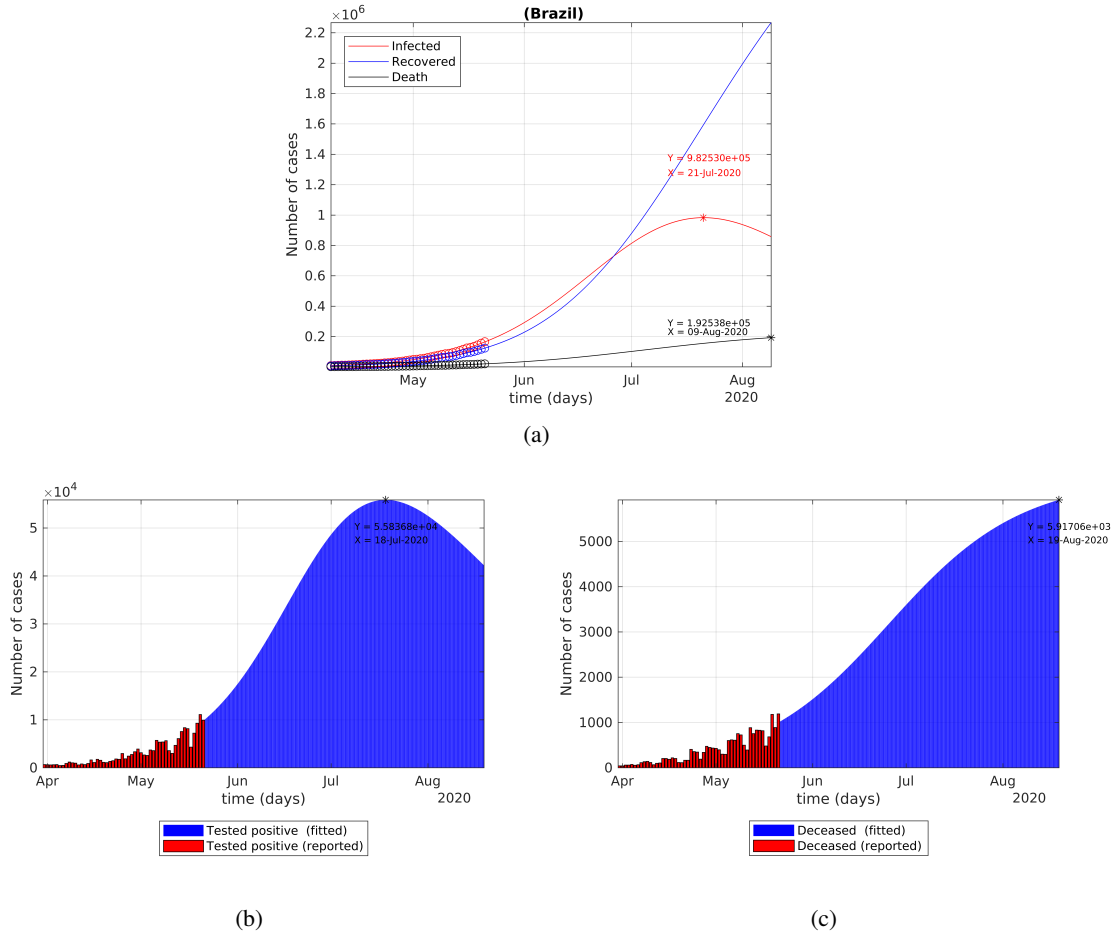 (Brazil)
×10^6
2.2
2
1.8
1.6
1.4
1.2
1
0.8
0.6
0.4
0.2
Number of cases
Infected
Recovered
Death
Y = 9.82530e+05
X = 21-Jul-2020
Y = 1.92538e+05
X = 09-Aug-2020
May Jun Jul Aug
time (days) 2020
(a)
×10^4
5
4
3
2
1
0
Number of cases
Y = 5.58368e+04
X = 18-Jul-2020
Apr May Jun Jul Aug
time (days) 2020
Tested positive (fitted)
Tested positive (reported)
(b)
5000
4000
3000
2000
1000
0
Number of cases
Y = 5.91706e+03
X = 19-Aug-2020
Apr May Jun Jul Aug
time (days) 2020
Deceased (fitted)
Deceased (reported)
(c)